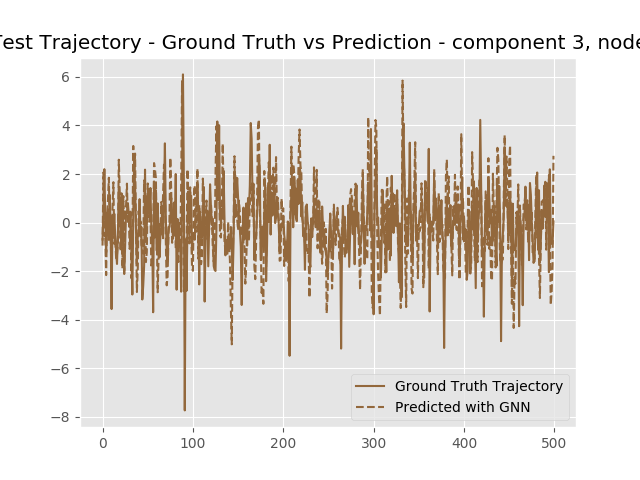 Test Trajectory - Ground Truth vs Prediction - component 3, node
6
4
2
0
−2
−4
−6
−8
0 100 200 300 400 500
Ground Truth Trajectory
Predicted with GNN